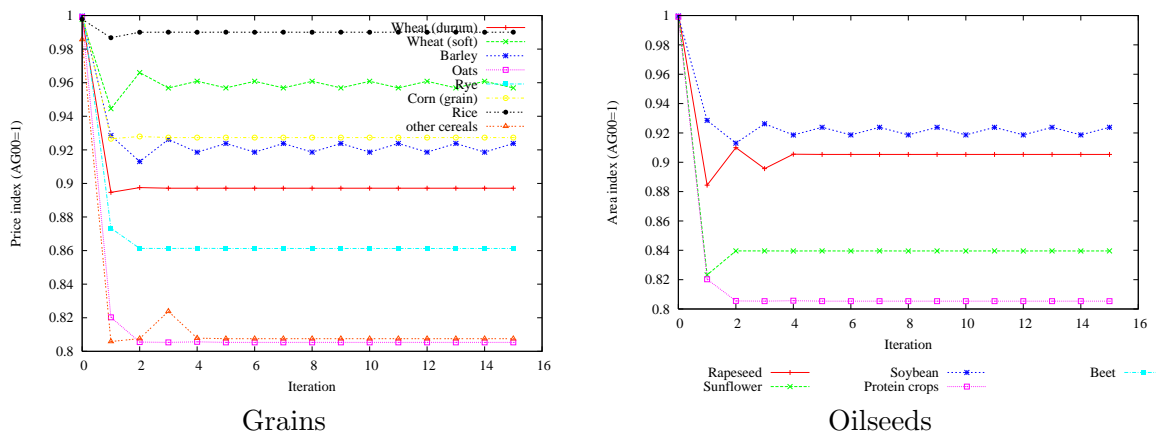 1
0.98
0.96
0.94
0.92
0.9
0.88
0.86
0.84
0.82
0.8
0 2 4 6 8 10 12 14 16
Price index (AG00=1)
Iteration
Wheat (durum)
Wheat (soft)
Barley
Oats
Rye
Corn (grain)
Rice
other cereals
Grains
1
0.98
0.96
0.94
0.92
0.9
0.88
0.86
0.84
0.82
0.8
0 2 4 6 8 10 12 14 16
Area index (AG00=1)
Iteration
Rapeseed Soybean Beet
Sunflower Protein crops
Oilseeds